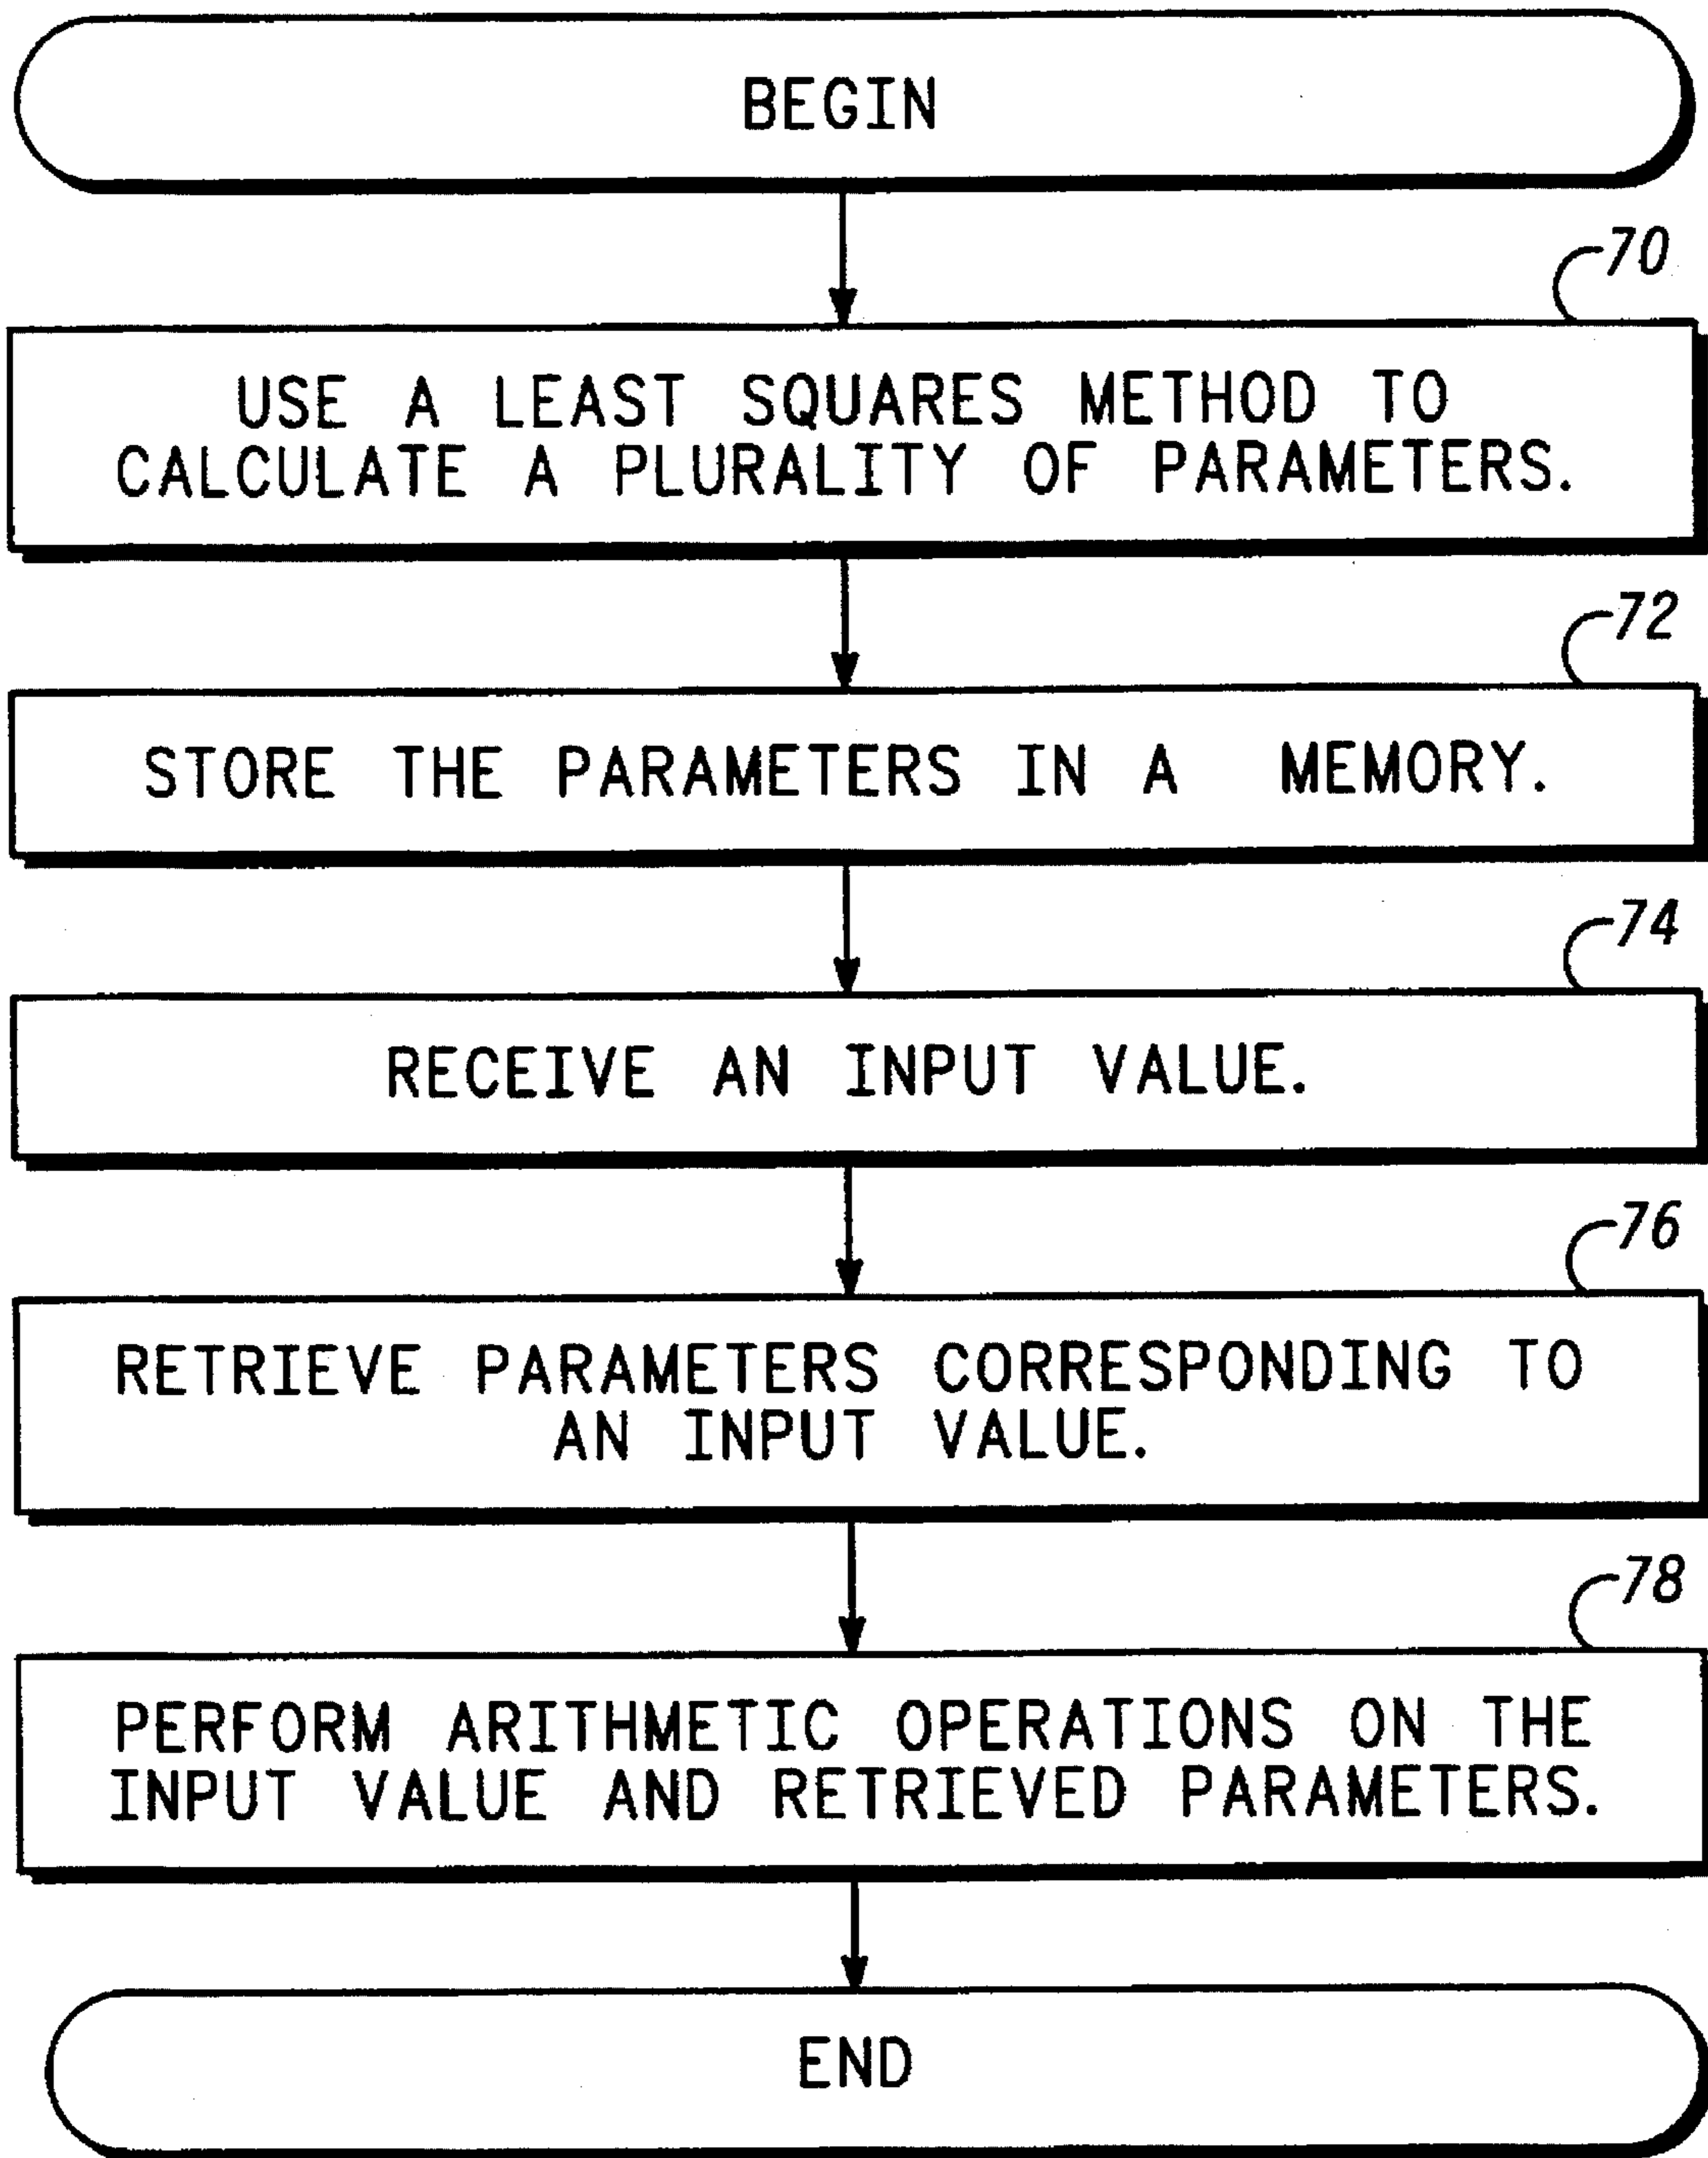 BEGIN
70
USE A LEAST SQUARES METHOD TO
CALCULATE A PLURALITY OF PARAMETERS.
72
STORE THE PARAMETERS IN A MEMORY.
74
RECEIVE AN INPUT VALUE.
76
RETRIEVE PARAMETERS CORRESPONDING TO
AN INPUT VALUE.
78
PERFORM ARITHMETIC OPERATIONS ON THE
INPUT VALUE AND RETRIEVED PARAMETERS.
END